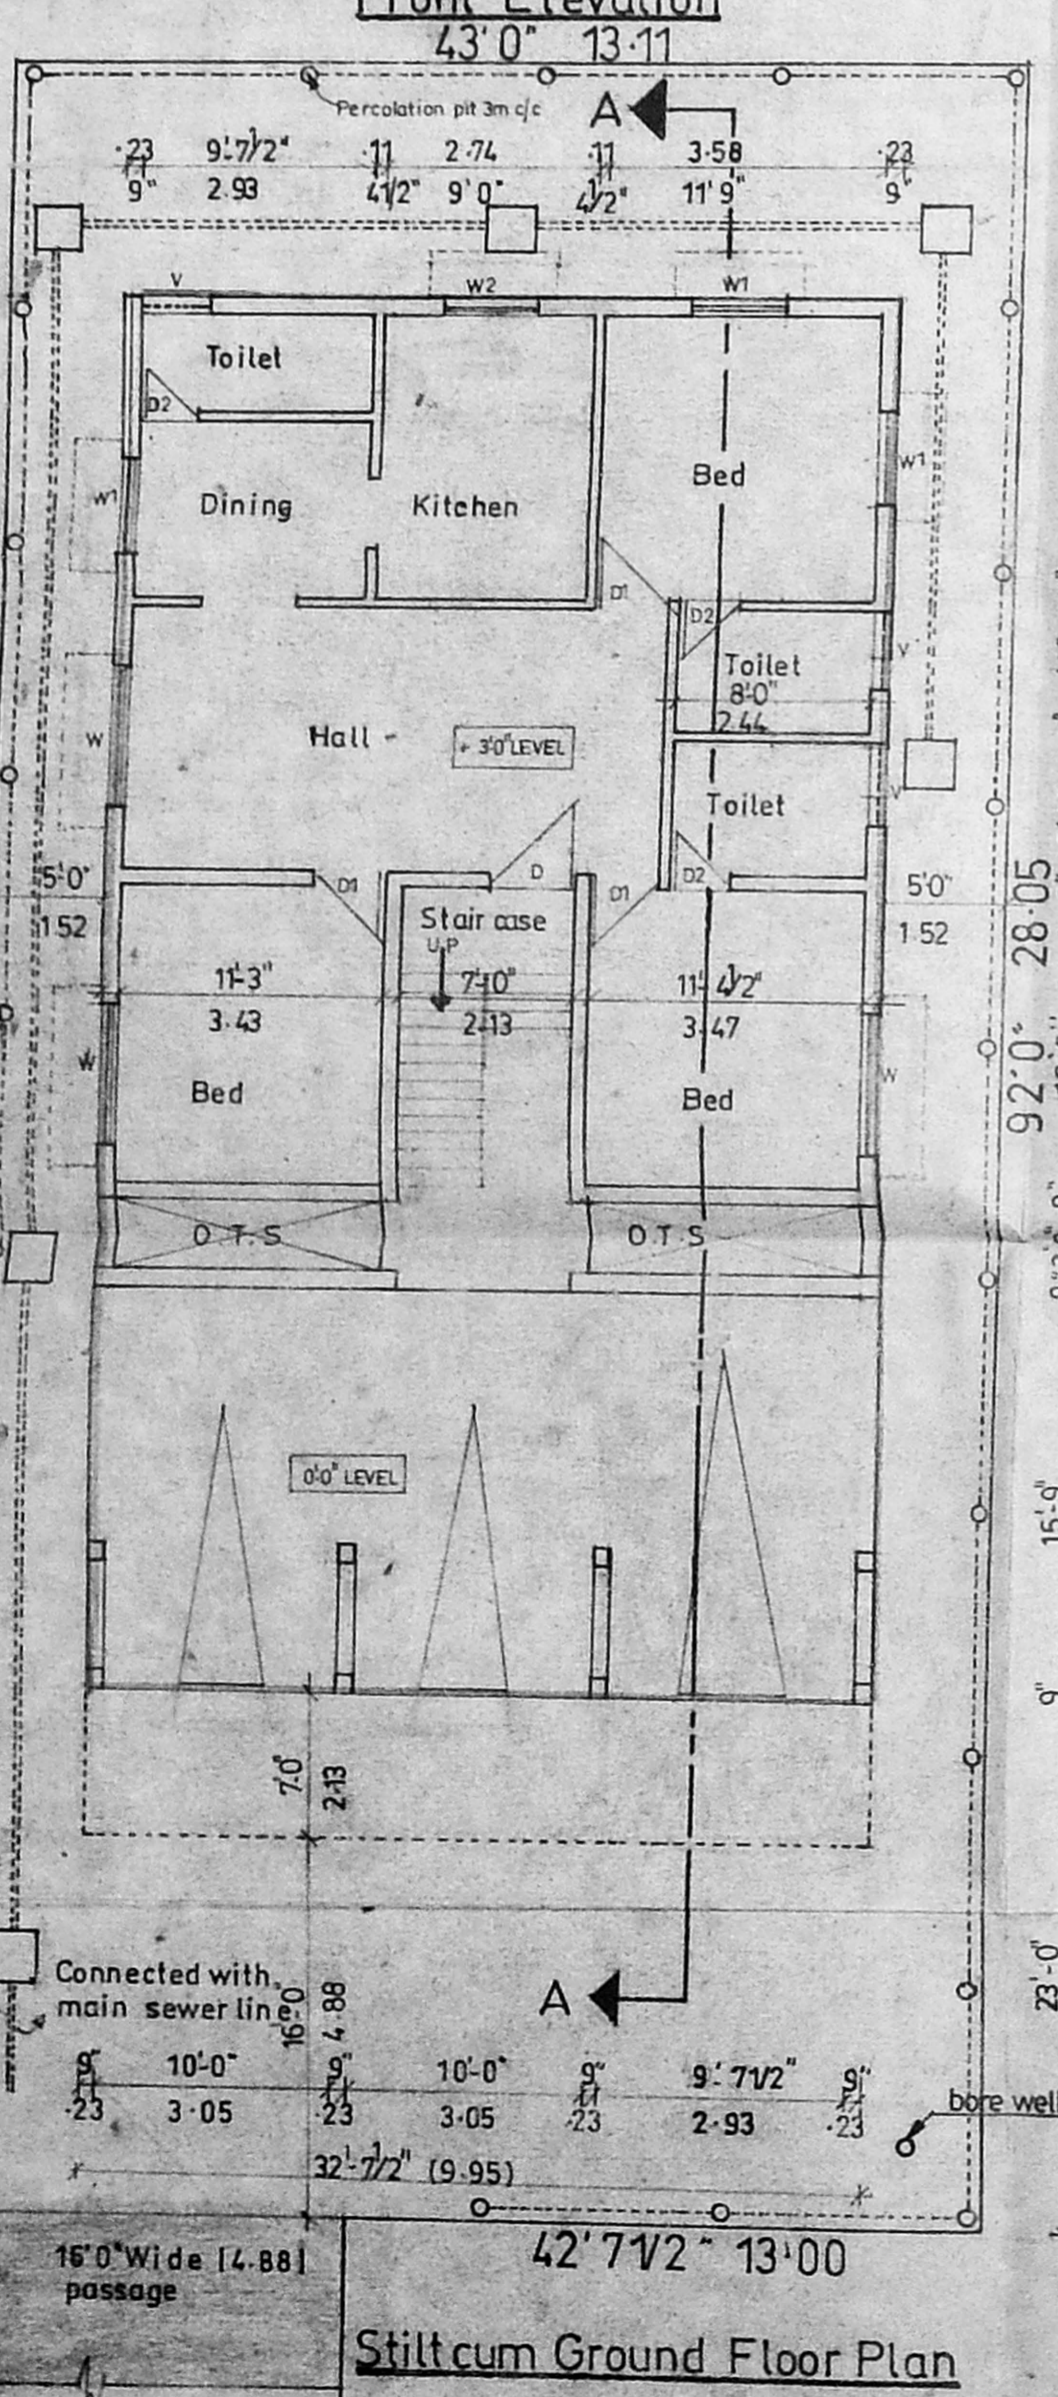 Front Elevation
43'0" 13·11
Percolation pit 3m c/c
A
·23 9'-7½" ·11 2·74 ·11 3·58 ·23
9" 2.93 4½" 9'0" 4½" 11'9" 9"
V W2 W1
Toilet
D2
Bed
W1
W1
Dining Kitchen
D1 D2
Toilet
V
8'-0"
2.44
Hall
+ 3'0" LEVEL
W
Toilet
V
5'-0" D1 D D1 D2 5'0"
1.52 1·52
Stair case
UP
11'-3" 7'-0" 11'-4½"
3.43 2·13 3.47
W W
Bed Bed
92'0" 28·05
O.T.S O.T.S
0'-0" LEVEL
15'-9"
9"
7'.0"
2·13
Connected with
main sewer line
16'-0
4.88
A
23'-0"
9" 10'-0" 9" 10'-0" 9" 9'.7½" 9"
·23 3·05 ·23 3·05 ·23 2·93 ·23
bore well
32'-7½" (9.95)
42'7½" 13·00
16'0" Wide [4.88]
passage
Stilt cum Ground Floor Plan